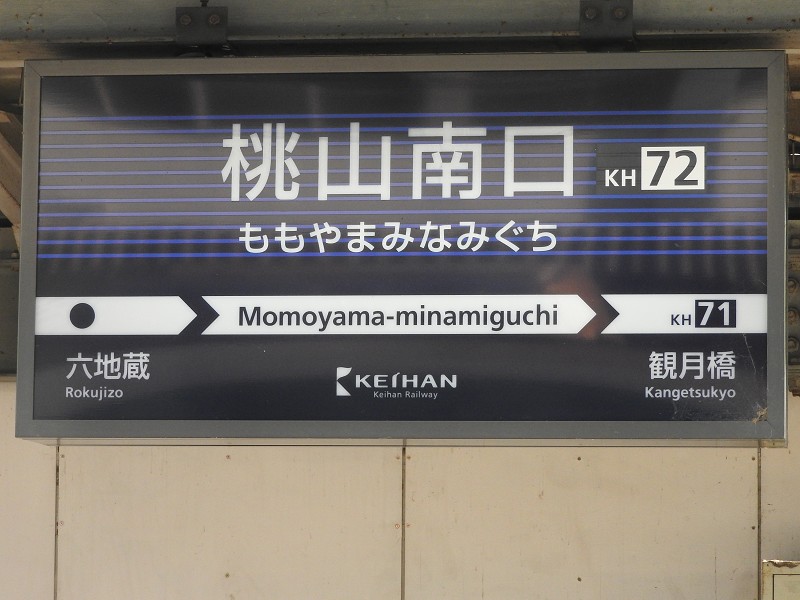 桃山南口 KH 72
ももやまみなみぐち
Momoyama-minamiguchi KH 71
六地蔵 観月橋
Rokujizo KEIHAN Kangetsukyo
Keihan Railway